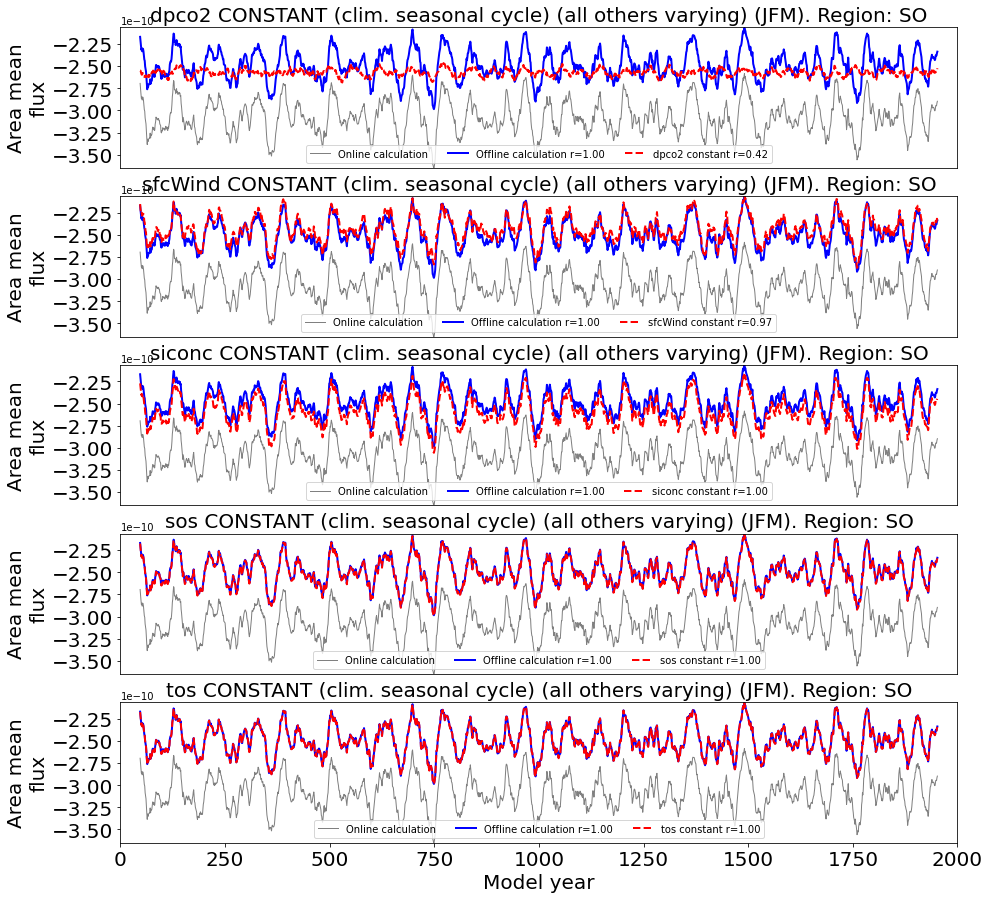 dpco2 CONSTANT (clim. seasonal cycle) (all others varying) (JFM). Region: SO
1e−10
−2.25
−2.50
−2.75
−3.00
−3.25
−3.50
Area mean
flux
Online calculation
Offline calculation r=1.00
dpco2 constant r=0.42
sfcWind CONSTANT (clim. seasonal cycle) (all others varying) (JFM). Region: SO
1e−10
−2.25
−2.50
−2.75
−3.00
−3.25
−3.50
Area mean
flux
Online calculation
Offline calculation r=1.00
sfcWind constant r=0.97
siconc CONSTANT (clim. seasonal cycle) (all others varying) (JFM). Region: SO
1e−10
−2.25
−2.50
−2.75
−3.00
−3.25
−3.50
Area mean
flux
Online calculation
Offline calculation r=1.00
siconc constant r=1.00
sos CONSTANT (clim. seasonal cycle) (all others varying) (JFM). Region: SO
1e−10
−2.25
−2.50
−2.75
−3.00
−3.25
−3.50
Area mean
flux
Online calculation
Offline calculation r=1.00
sos constant r=1.00
tos CONSTANT (clim. seasonal cycle) (all others varying) (JFM). Region: SO
1e−10
−2.25
−2.50
−2.75
−3.00
−3.25
−3.50
Area mean
flux
Online calculation
Offline calculation r=1.00
tos constant r=1.00
0 250 500 750 1000 1250 1500 1750 2000
Model year